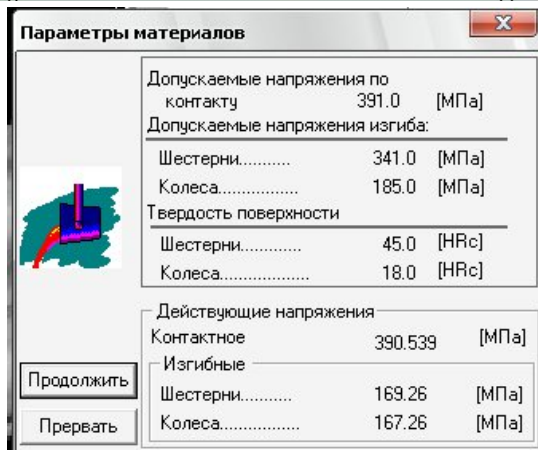 Параметры материалов
X
Допускаемые напряжения по
контакту 391.0 [МПа]
Допускаемые напряжения изгиба:
Шестерни.......... 341.0 [МПа]
Колеса................ 185.0 [МПа]
Твердость поверхности
Шестерни............. 45.0 [HRc]
Колеса.................. 18.0 [HRc]
Действующие напряжения
Контактное 390.539 [МПа]
Изгибные
Шестерни.......... 169.26 [МПа]
Колеса................ 167.26 [МПа]
Продолжить
Прервать